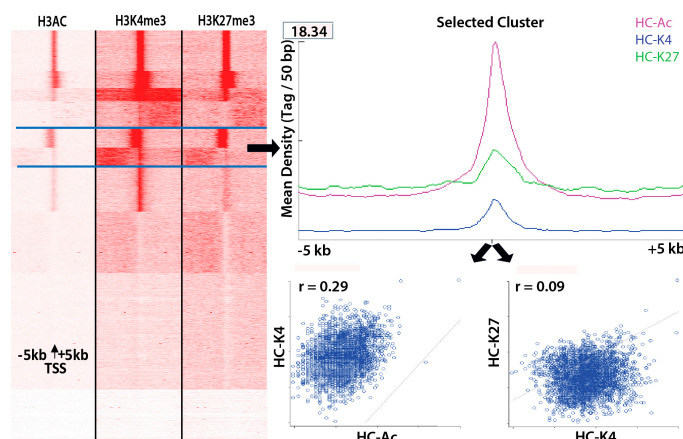 H3AC
H3K4me3
H3K27me3
-5kb +5kb
TSS
Selected Cluster
18.34
HC-Ac
HC-K4
HC-K27
Mean Density (Tag / 50 bp)
-5 kb
+5 kb
r = 0.29
HC-K4
HC-Ac
r = 0.09
HC-K27
HC-K4